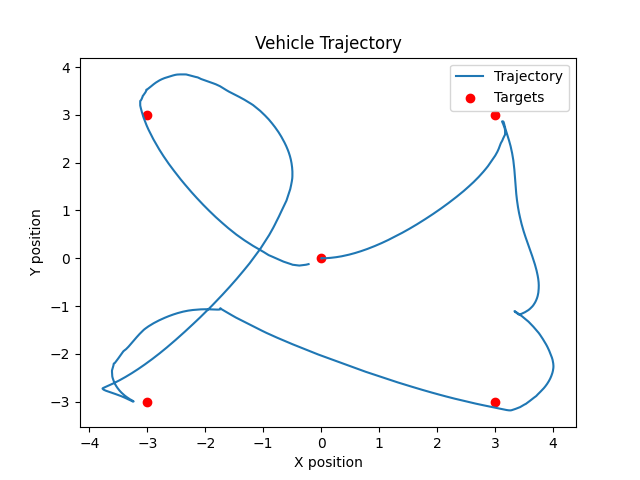 Vehicle Trajectory
Trajectory
Targets
4
3
2
1
0
−1
−2
−3
Y position
−4 −3 −2 −1 0 1 2 3 4
X position